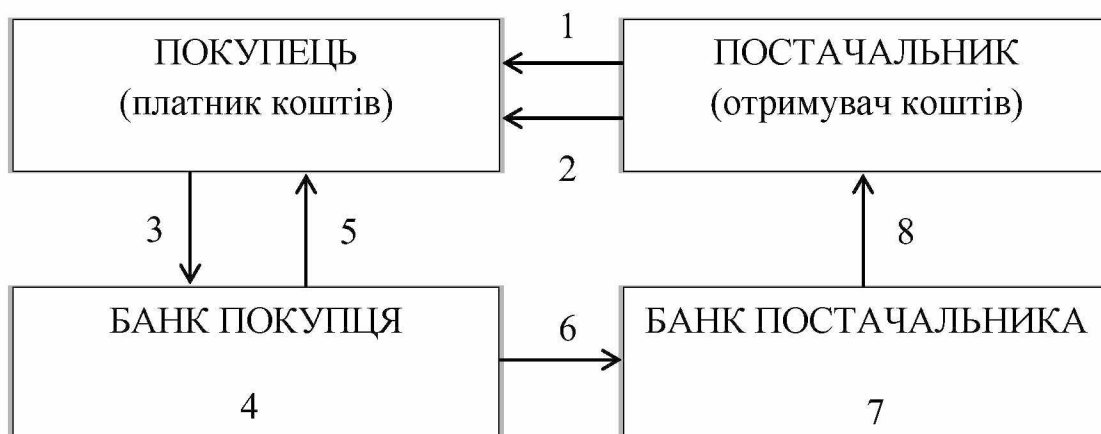 ПОКУПЕЦЬ
(платник коштів)
1
2
ПОСТАЧАЛЬНИК
(отримувач коштів)
3
5
8
БАНК ПОКУПЦЯ
4
6
БАНК ПОСТАЧАЛЬНИКА
7